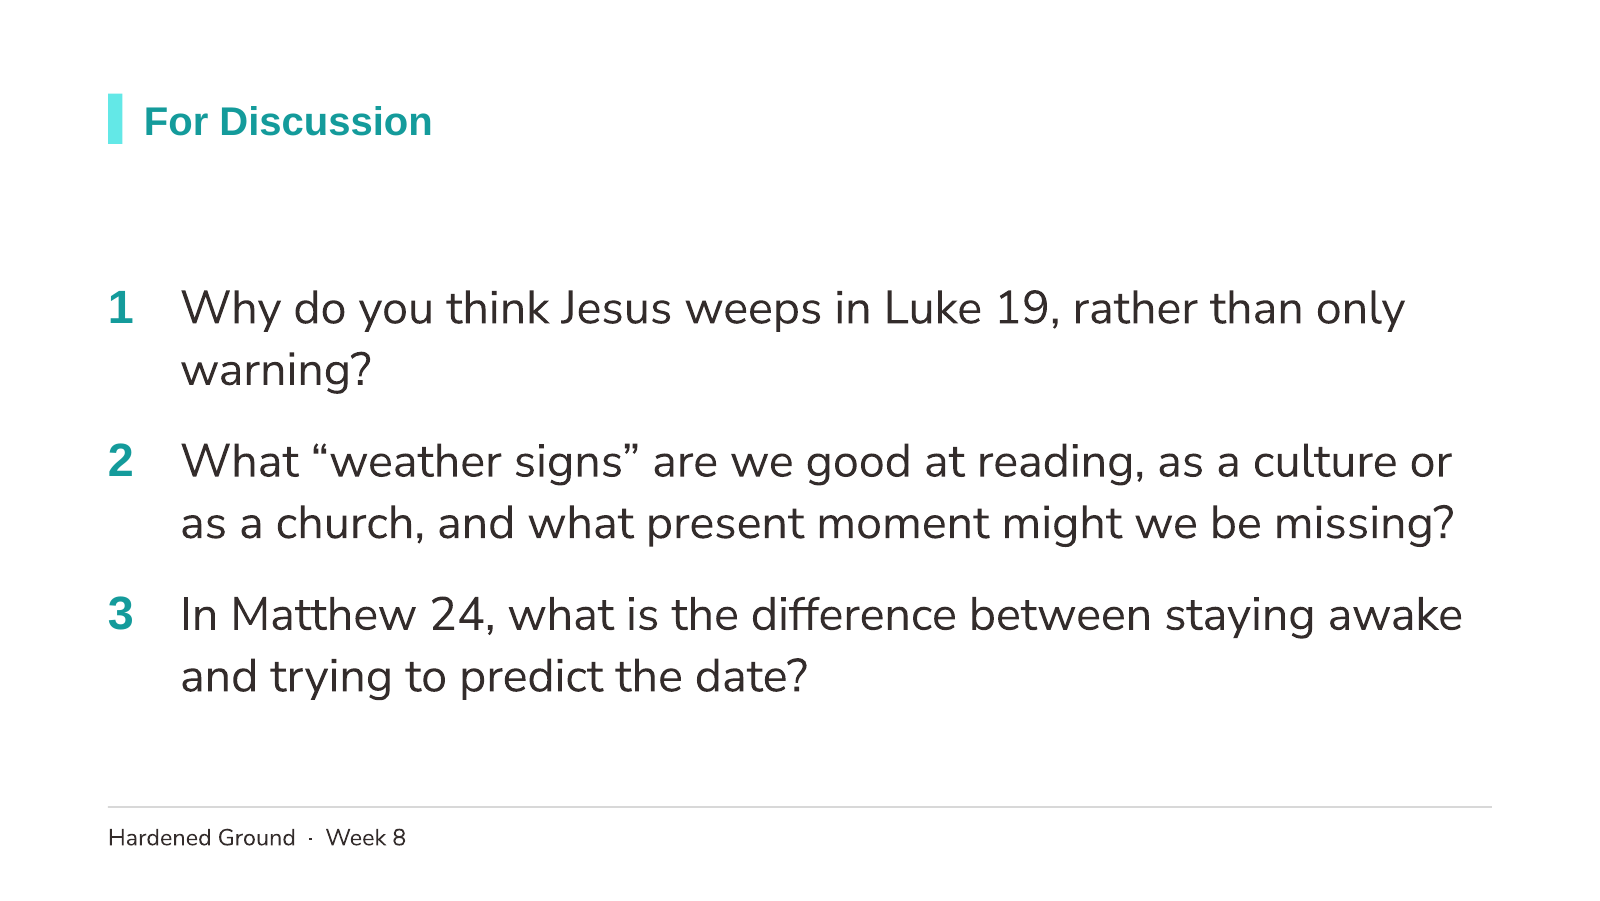 For Discussion
1 Why do you think Jesus weeps in Luke 19, rather than only
warning?
2 What “weather signs” are we good at reading, as a culture or
as a church, and what present moment might we be missing?
3 In Matthew 24, what is the difference between staying awake
and trying to predict the date?
Hardened Ground · Week 8